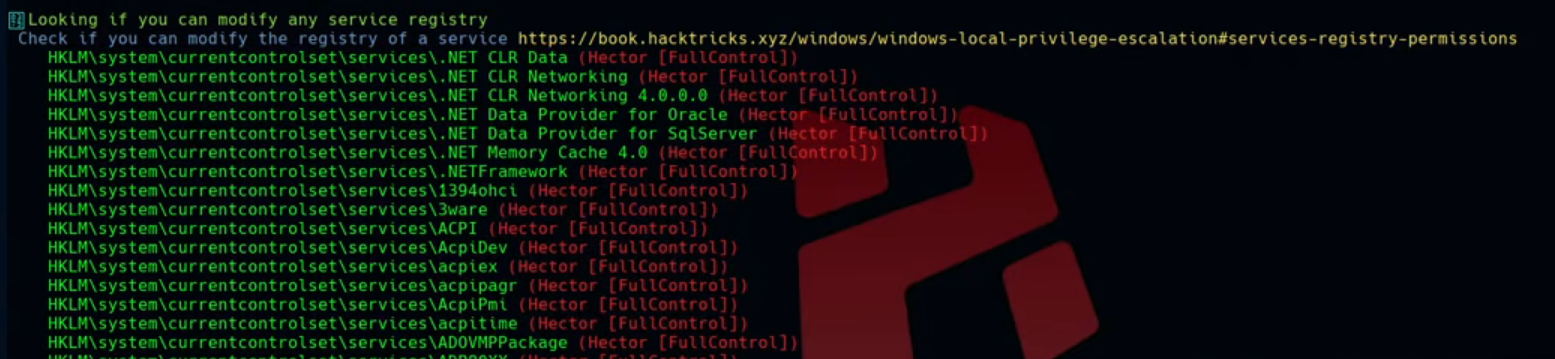 Looking if you can modify any service registry
Check if you can modify the registry of a service https://book.hacktricks.xyz/windows/windows-local-privilege-escalation#services-registry-permissions
HKLM\system\currentcontrolset\services\.NET CLR Data (Hector [FullControl])
HKLM\system\currentcontrolset\services\.NET CLR Networking (Hector [FullControl])
HKLM\system\currentcontrolset\services\.NET CLR Networking 4.0.0.0 (Hector [FullControl])
HKLM\system\currentcontrolset\services\.NET Data Provider for Oracle (Hector [FullControl])
HKLM\system\currentcontrolset\services\.NET Data Provider for SqlServer (Hector [FullControl])
HKLM\system\currentcontrolset\services\.NET Memory Cache 4.0 (Hector [FullControl])
HKLM\system\currentcontrolset\services\.NETFramework (Hector [FullControl])
HKLM\system\currentcontrolset\services\1394ohci (Hector [FullControl])
HKLM\system\currentcontrolset\services\3ware (Hector [FullControl])
HKLM\system\currentcontrolset\services\ACPI (Hector [FullControl])
HKLM\system\currentcontrolset\services\AcpiDev (Hector [FullControl])
HKLM\system\currentcontrolset\services\acpiex (Hector [FullControl])
HKLM\system\currentcontrolset\services\acpipagr (Hector [FullControl])
HKLM\system\currentcontrolset\services\AcpiPmi (Hector [FullControl])
HKLM\system\currentcontrolset\services\acpitime (Hector [FullControl])
HKLM\system\currentcontrolset\services\ADOVMPPackage (Hector [FullControl])